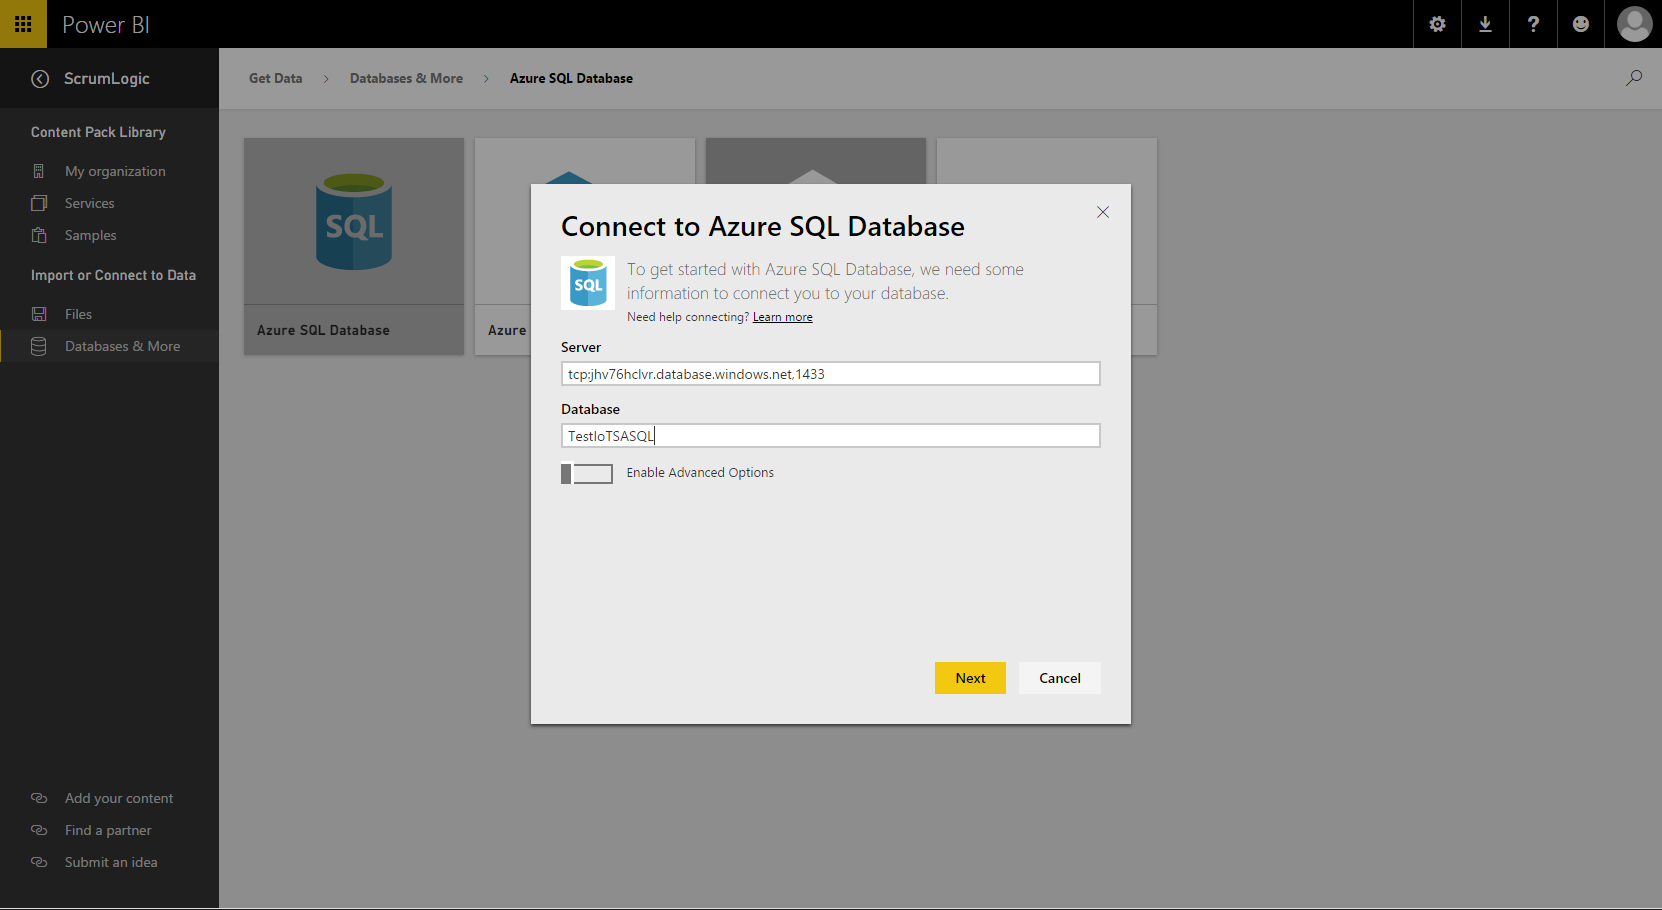 Power BI
?
ScrumLogic
Get Data > Databases & More > Azure SQL Database
Content Pack Library
My organization
Services
Samples
Import or Connect to Data
Files
Databases & More
SQL
Azure SQL Database
Azure
Connect to Azure SQL Database
SQL
To get started with Azure SQL Database, we need some
information to connect you to your database.
Need help connecting? Learn more
Server
tcp:jhv76hclvr.database.windows.net,1433
Database
TestIoTSASQL
Enable Advanced Options
Next
Cancel
Add your content
Find a partner
Submit an idea